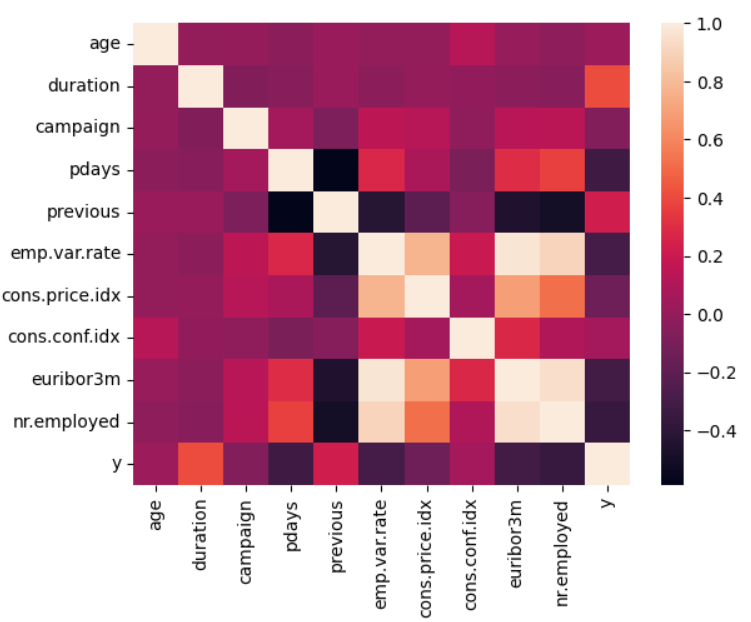 age
duration
campaign
pdays
previous
emp.var.rate
cons.price.idx
cons.conf.idx
euribor3m
nr.employed
y
age
duration
campaign
pdays
previous
emp.var.rate
cons.price.idx
cons.conf.idx
euribor3m
nr.employed
y
1.0
0.8
0.6
0.4
0.2
0.0
−0.2
−0.4